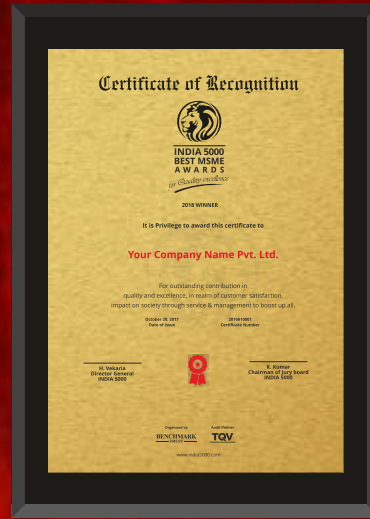 Certificate of Recognition
INDIA 5000
BEST MSME
AWARDS
for Quality excellence
2018 WINNER
It is Privilege to award this certificate to
Your Company Name Pvt. Ltd.
For outstanding contribution in
quality and excellence, in realm of customer satisfaction,
impact on society through service & management to boost up all.
October 30, 2017
Date of Issue
2016010001
Certificate Number
H. Vekaria
Director General
INDIA 5000
K. Kumar
Chairman of Jury board
INDIA 5000
Organised by
BENCHMARK
Audit Partner
TQV
www.india5000.com